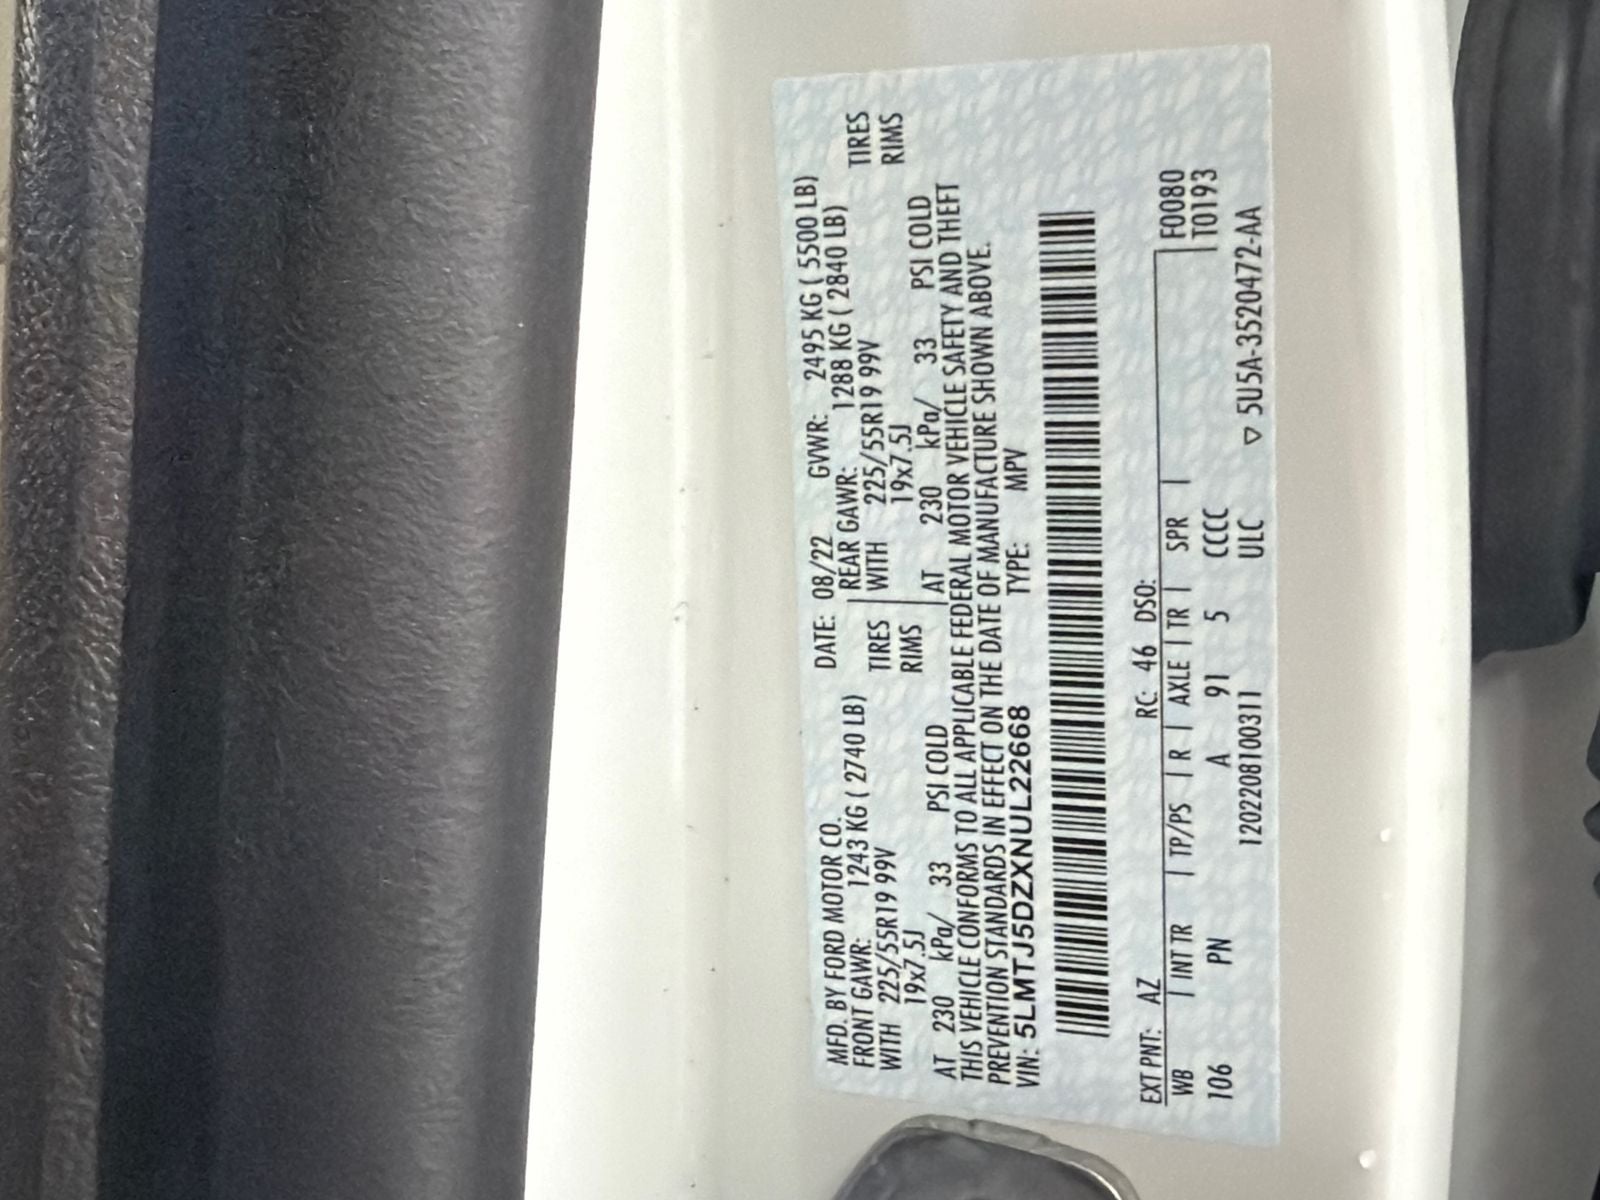 MFD. BY FORD MOTOR CO. DATE: 08/22 GVWR: 2495 KG ( 5500 LB)
FRONT GAWR: 1243 KG ( 2740 LB) REAR GAWR: 1288 KG ( 2840 LB)
WITH 225/55R19 99V TIRES WITH 225/55R19 99V TIRES
19x7.5J RIMS 19x7.5J RIMS
AT 230 kPa/ 33 PSI COLD AT 230 kPa/ 33 PSI COLD
THIS VEHICLE CONFORMS TO ALL APPLICABLE FEDERAL MOTOR VEHICLE SAFETY AND THEFT
PREVENTION STANDARDS IN EFFECT ON THE DATE OF MANUFACTURE SHOWN ABOVE.
VIN: 5LMTJ5DZXNUL22668 TYPE: MPV
EXT PNT: AZ RC: 46 DSO:
WB | INT TR | TP/PS | R | AXLE | TR | SPR | F0080
106 PN A 91 5 CCCC T0193
1202208100311 ULC ▽ 5U5A-3520472-AA